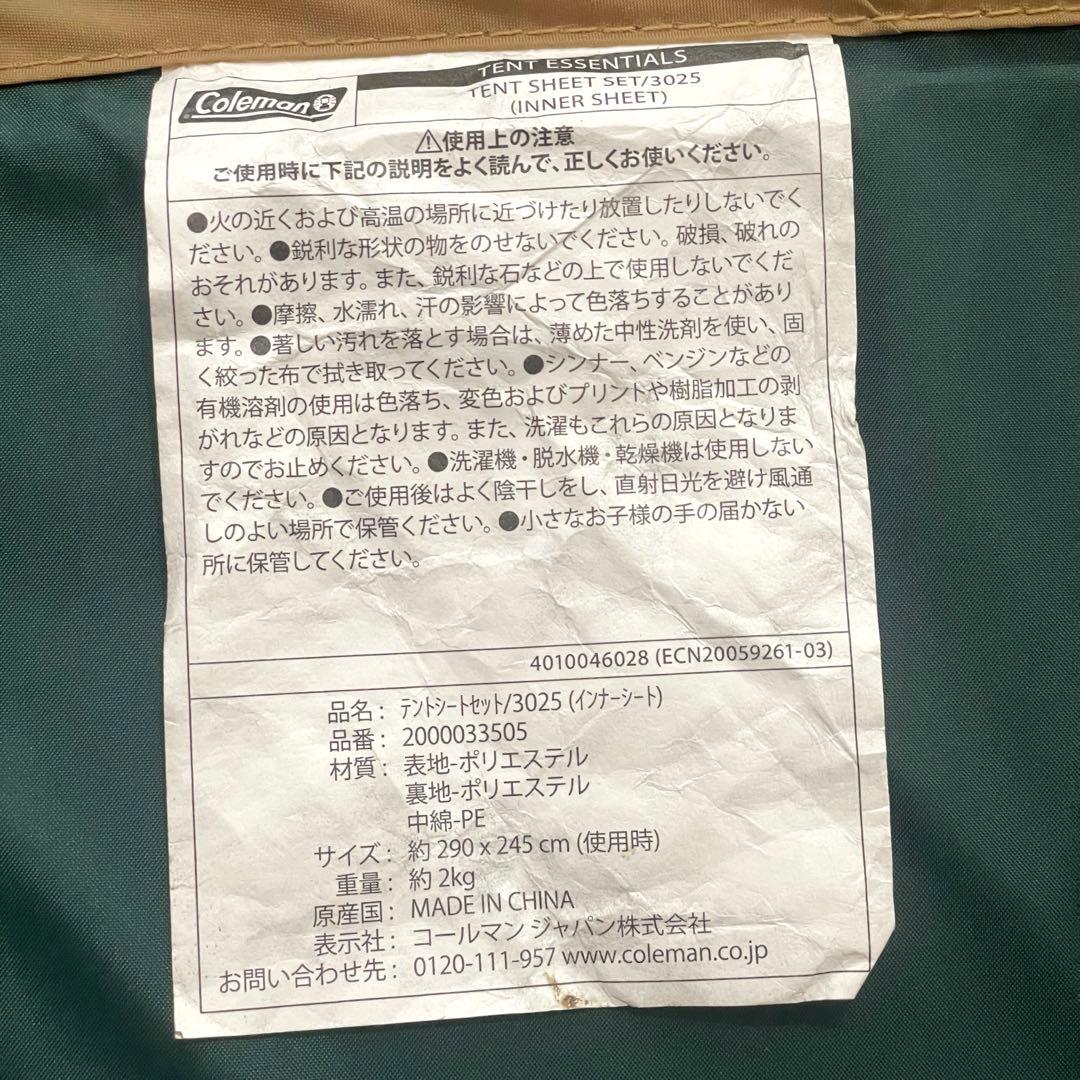 Coleman
TENT ESSENTIALS
TENT SHEET SET/3025
(INNER SHEET)
⚠使用上の注意
ご使用時に下記の説明をよく読んで、正しくお使いください。
●火の近くおよび高温の場所に近づけたり放置したりしないでく
ださい。●鋭利な形状の物をのせないでください。破損、破れの
おそれがあります。また、鋭利な石などの上で使用しないでくだ
さい。●摩擦、水濡れ、汗の影響によって色落ちすることがあり
ます。●著しい汚れを落とす場合は、薄めた中性洗剤を使い、固
く絞った布で拭き取ってください。●シンナー、ベンジンなどの
有機溶剤の使用は色落ち、変色およびプリントや樹脂加工の剥
がれなどの原因となります。また、洗濯もこれらの原因となりま
すのでお止めください。●洗濯機・脱水機・乾燥機は使用しない
でください。●ご使用後はよく陰干しをし、直射日光を避け風通
しのよい場所で保管ください。●小さなお子様の手の届かない
所に保管してください。
4010046028 (ECN20059261-03)
品名: ﾃﾝﾄｼｰﾄｾｯﾄ/3025 (ｲﾝﾅｰｼｰﾄ)
品番: 2000033505
材質: 表地-ポリエステル
裏地-ポリエステル
中綿-PE
サイズ: 約 290 x 245 cm (使用時)
重量: 約 2kg
原産国: MADE IN CHINA
表示社: コールマン ジャパン株式会社
お問い合わせ先: 0120-111-957 www.coleman.co.jp